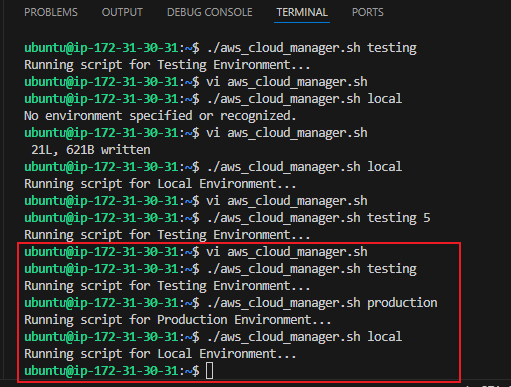 PROBLEMS OUTPUT DEBUG CONSOLE TERMINAL PORTS
ubuntu@ip-172-31-30-31:~$ ./aws_cloud_manager.sh testing
Running script for Testing Environment...
ubuntu@ip-172-31-30-31:~$ vi aws_cloud_manager.sh
ubuntu@ip-172-31-30-31:~$ ./aws_cloud_manager.sh local
No environment specified or recognized.
ubuntu@ip-172-31-30-31:~$ vi aws_cloud_manager.sh
21L, 621B written
ubuntu@ip-172-31-30-31:~$ ./aws_cloud_manager.sh local
Running script for Local Environment...
ubuntu@ip-172-31-30-31:~$ vi aws_cloud_manager.sh
ubuntu@ip-172-31-30-31:~$ ./aws_cloud_manager.sh testing 5
Running script for Testing Environment...
ubuntu@ip-172-31-30-31:~$ vi aws_cloud_manager.sh
ubuntu@ip-172-31-30-31:~$ ./aws_cloud_manager.sh testing
Running script for Testing Environment...
ubuntu@ip-172-31-30-31:~$ ./aws_cloud_manager.sh production
Running script for Production Environment...
ubuntu@ip-172-31-30-31:~$ ./aws_cloud_manager.sh local
Running script for Local Environment...
ubuntu@ip-172-31-30-31:~$